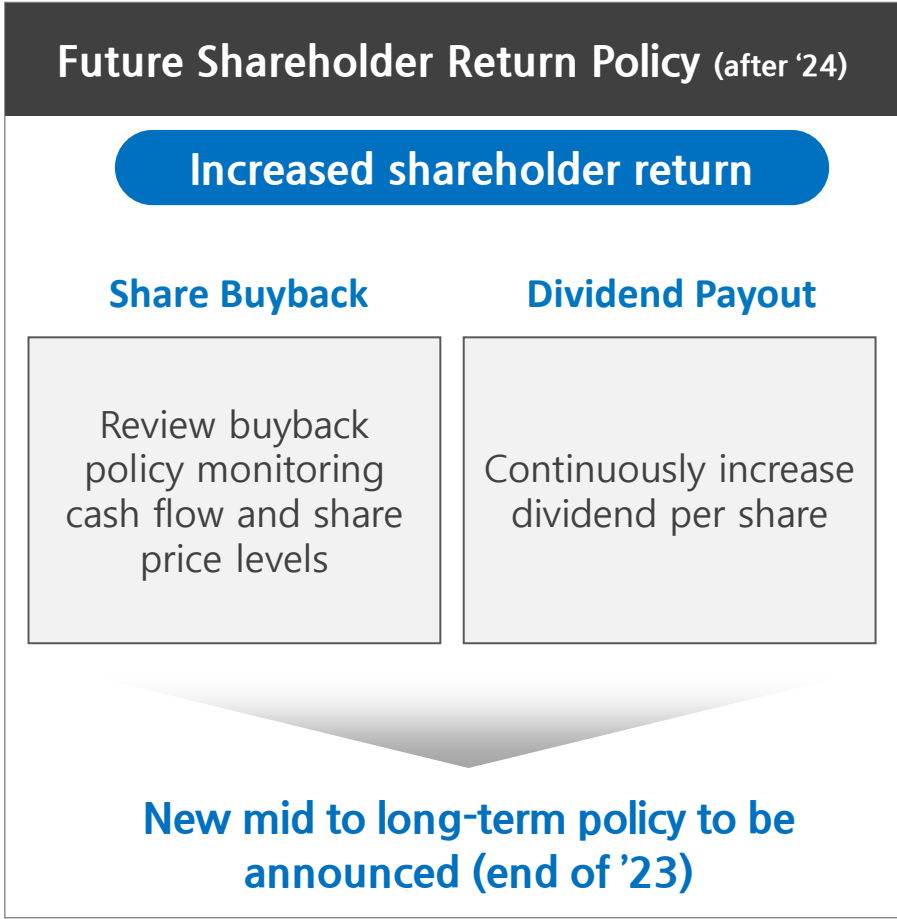 Future Shareholder Return Policy (after ‘24)
Increased shareholder return
Share Buyback
Review buyback
policy monitoring
cash flow and share
price levels
Dividend Payout
Continuously increase
dividend per share
New mid to long-term policy to be
announced (end of ’23)